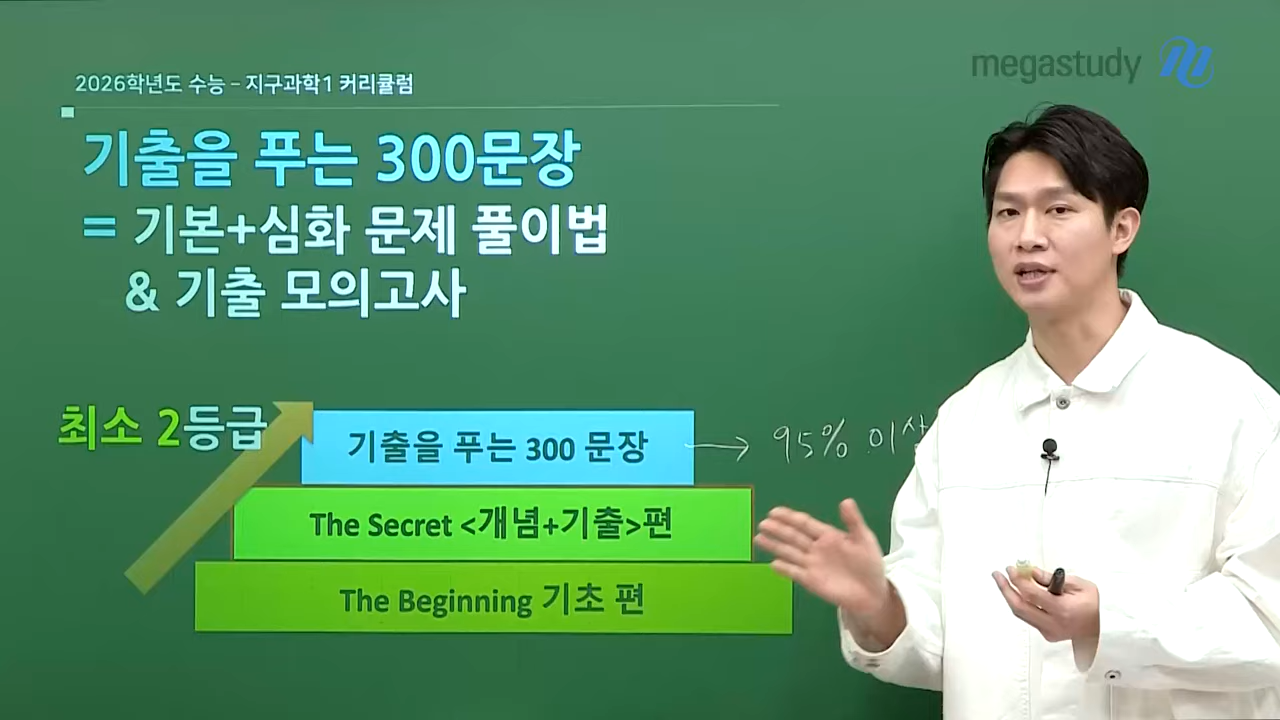 megastudy
2026학년도 수능 – 지구과학1 커리큘럼
기출을 푸는 300문장
= 기본+심화 문제 풀이법
& 기출 모의고사
최소 2등급
기출을 푸는 300 문장
→ 95% 이상
The Secret <개념+기출>편
The Beginning 기초 편